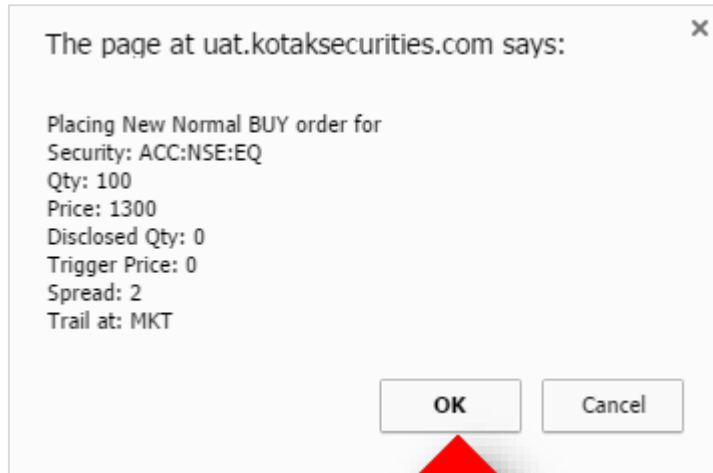 The page at uat.kotaksecurities.com says:
Placing New Normal BUY order for
Security: ACC:NSE:EQ
Qty: 100
Price: 1300
Disclosed Qty: 0
Trigger Price: 0
Spread: 2
Trail at: MKT
OK
Cancel